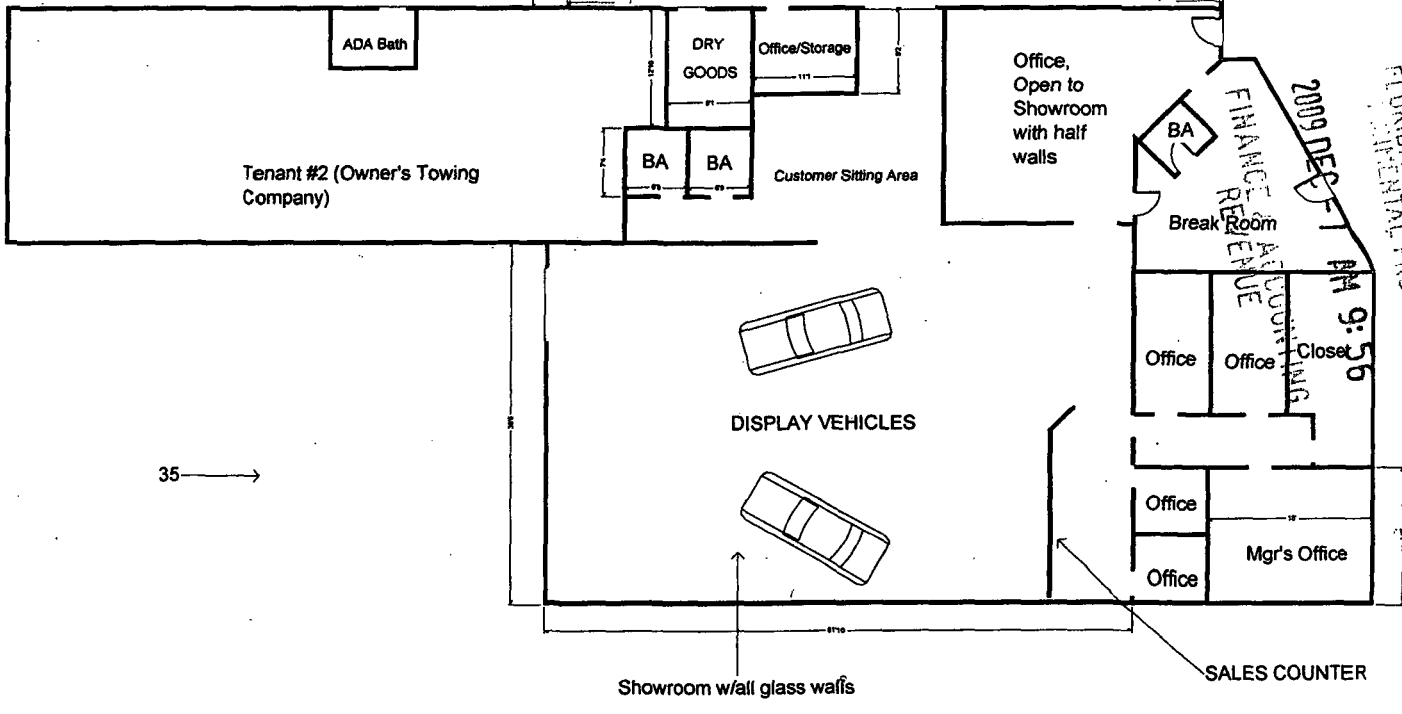 ADA Bath
DRY
GOODS
Office/Storage
11'1
Office,
Open to
Showroom
with half
walls
BA
BA
BA
Tenant #2 (Owner's Towing
Company)
Customer Sitting Area
Break Room
2009 DEC -7 AM 9:56
FINANCE & ACCOUNTING
REVENUE
Office
Office
Closet
DISPLAY VEHICLES
35
Office
Office
Mgr's Office
SALES COUNTER
Showroom w/all glass walls